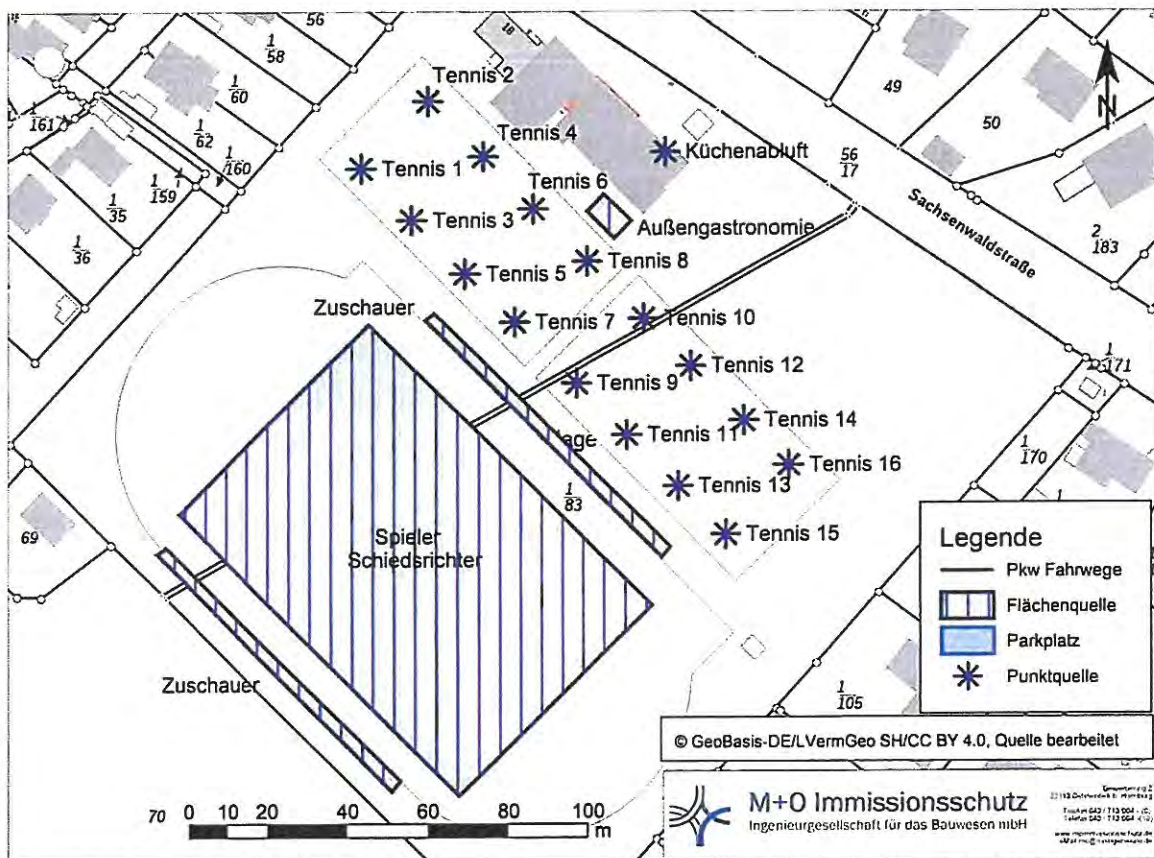 56
1
58
1
60
1
62
1
160
1
161
1
159
1
35
1
36
18
N
49
50
56
17
Sachsenwaldstraße
2
183
1
171
1
170
1
1
83
1
105
69
70
Tennis 2
Tennis 4
Tennis 1
Küchenabluft
Tennis 6
Tennis 3
Außengastronomie
Tennis 8
Tennis 5
Zuschauer
Tennis 7
Tennis 10
Tennis 12
Tennis 9
Tennis 14
Tennis 11
lage
Tennis 16
Tennis 13
Tennis 15
Spieler
Schiedsrichter
Zuschauer
Legende
Pkw Fahrwege
Flächenquelle
Parkplatz
Punktquelle
© GeoBasis-DE/LVermGeo SH/CC BY 4.0, Quelle bearbeitet
0 10 20 40 60 80 100
m
M+O Immissionsschutz
Ingenieurgesellschaft für das Bauwesen mbH